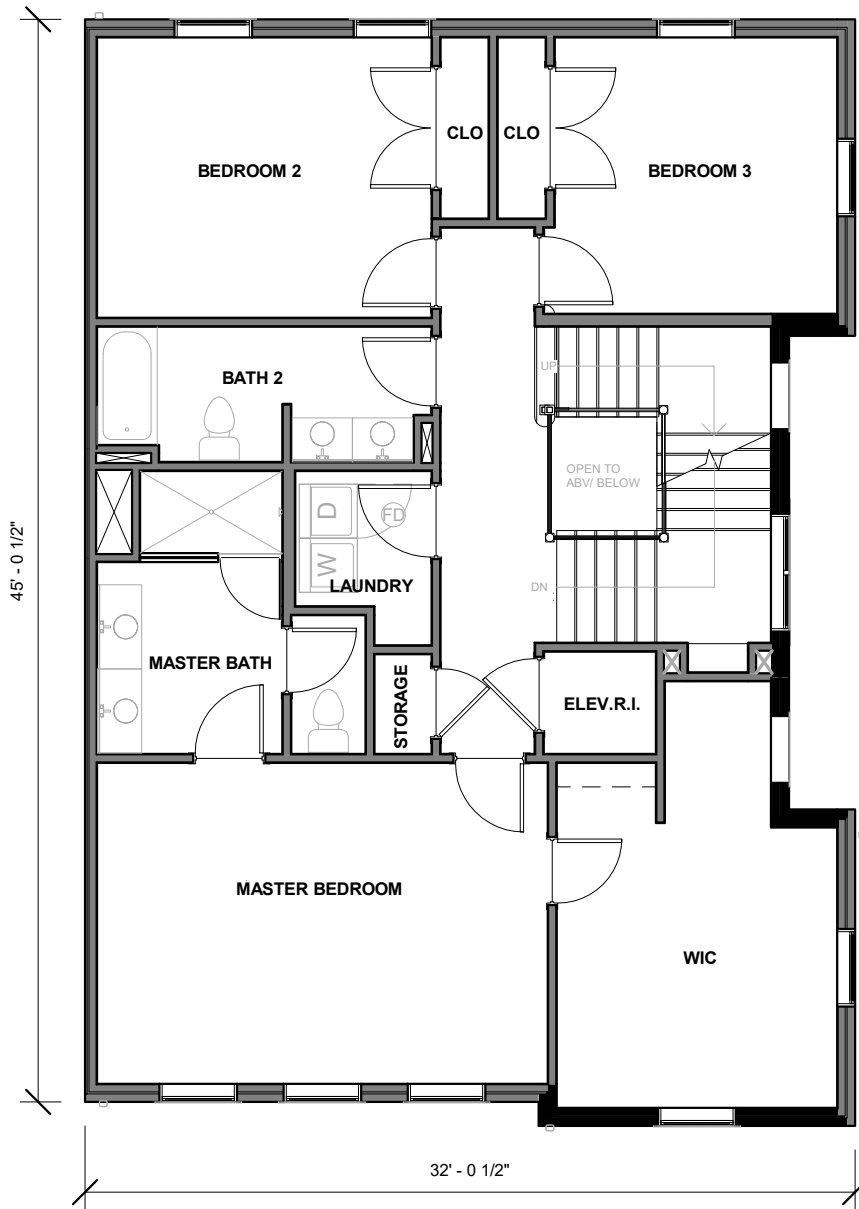 CLO
CLO
BEDROOM 2
BEDROOM 3
UP
BATH 2
OPEN TO
ABV/ BELOW
D
FD
W
45' - 0 1/2"
DN
LAUNDRY
MASTER BATH
STORAGE
ELEV.R.I.
MASTER BEDROOM
WIC
32' - 0 1/2"